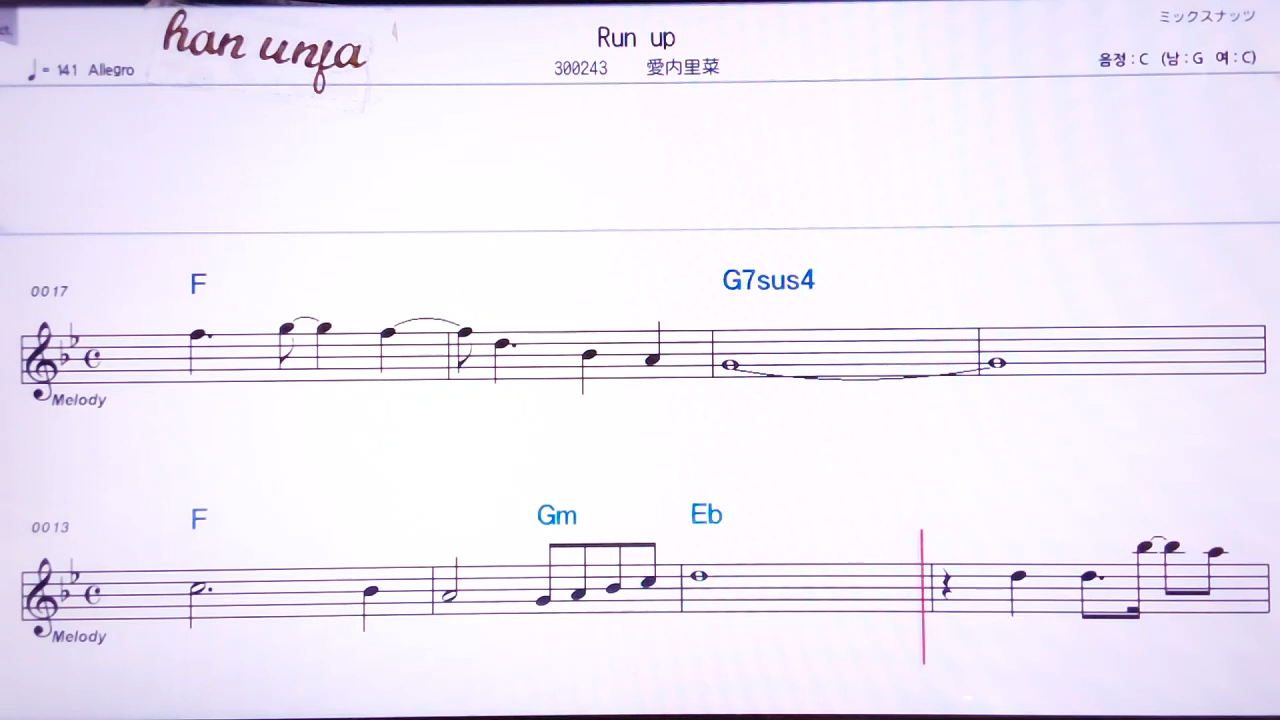 han unfa
Run up
ミックスナッツ
♩= 141 Allegro
300243 愛内里菜
음정 : C (남 : G 여 : C)
0017
F
G7sus4
Melody
0013
F
Gm
Eb
Melody